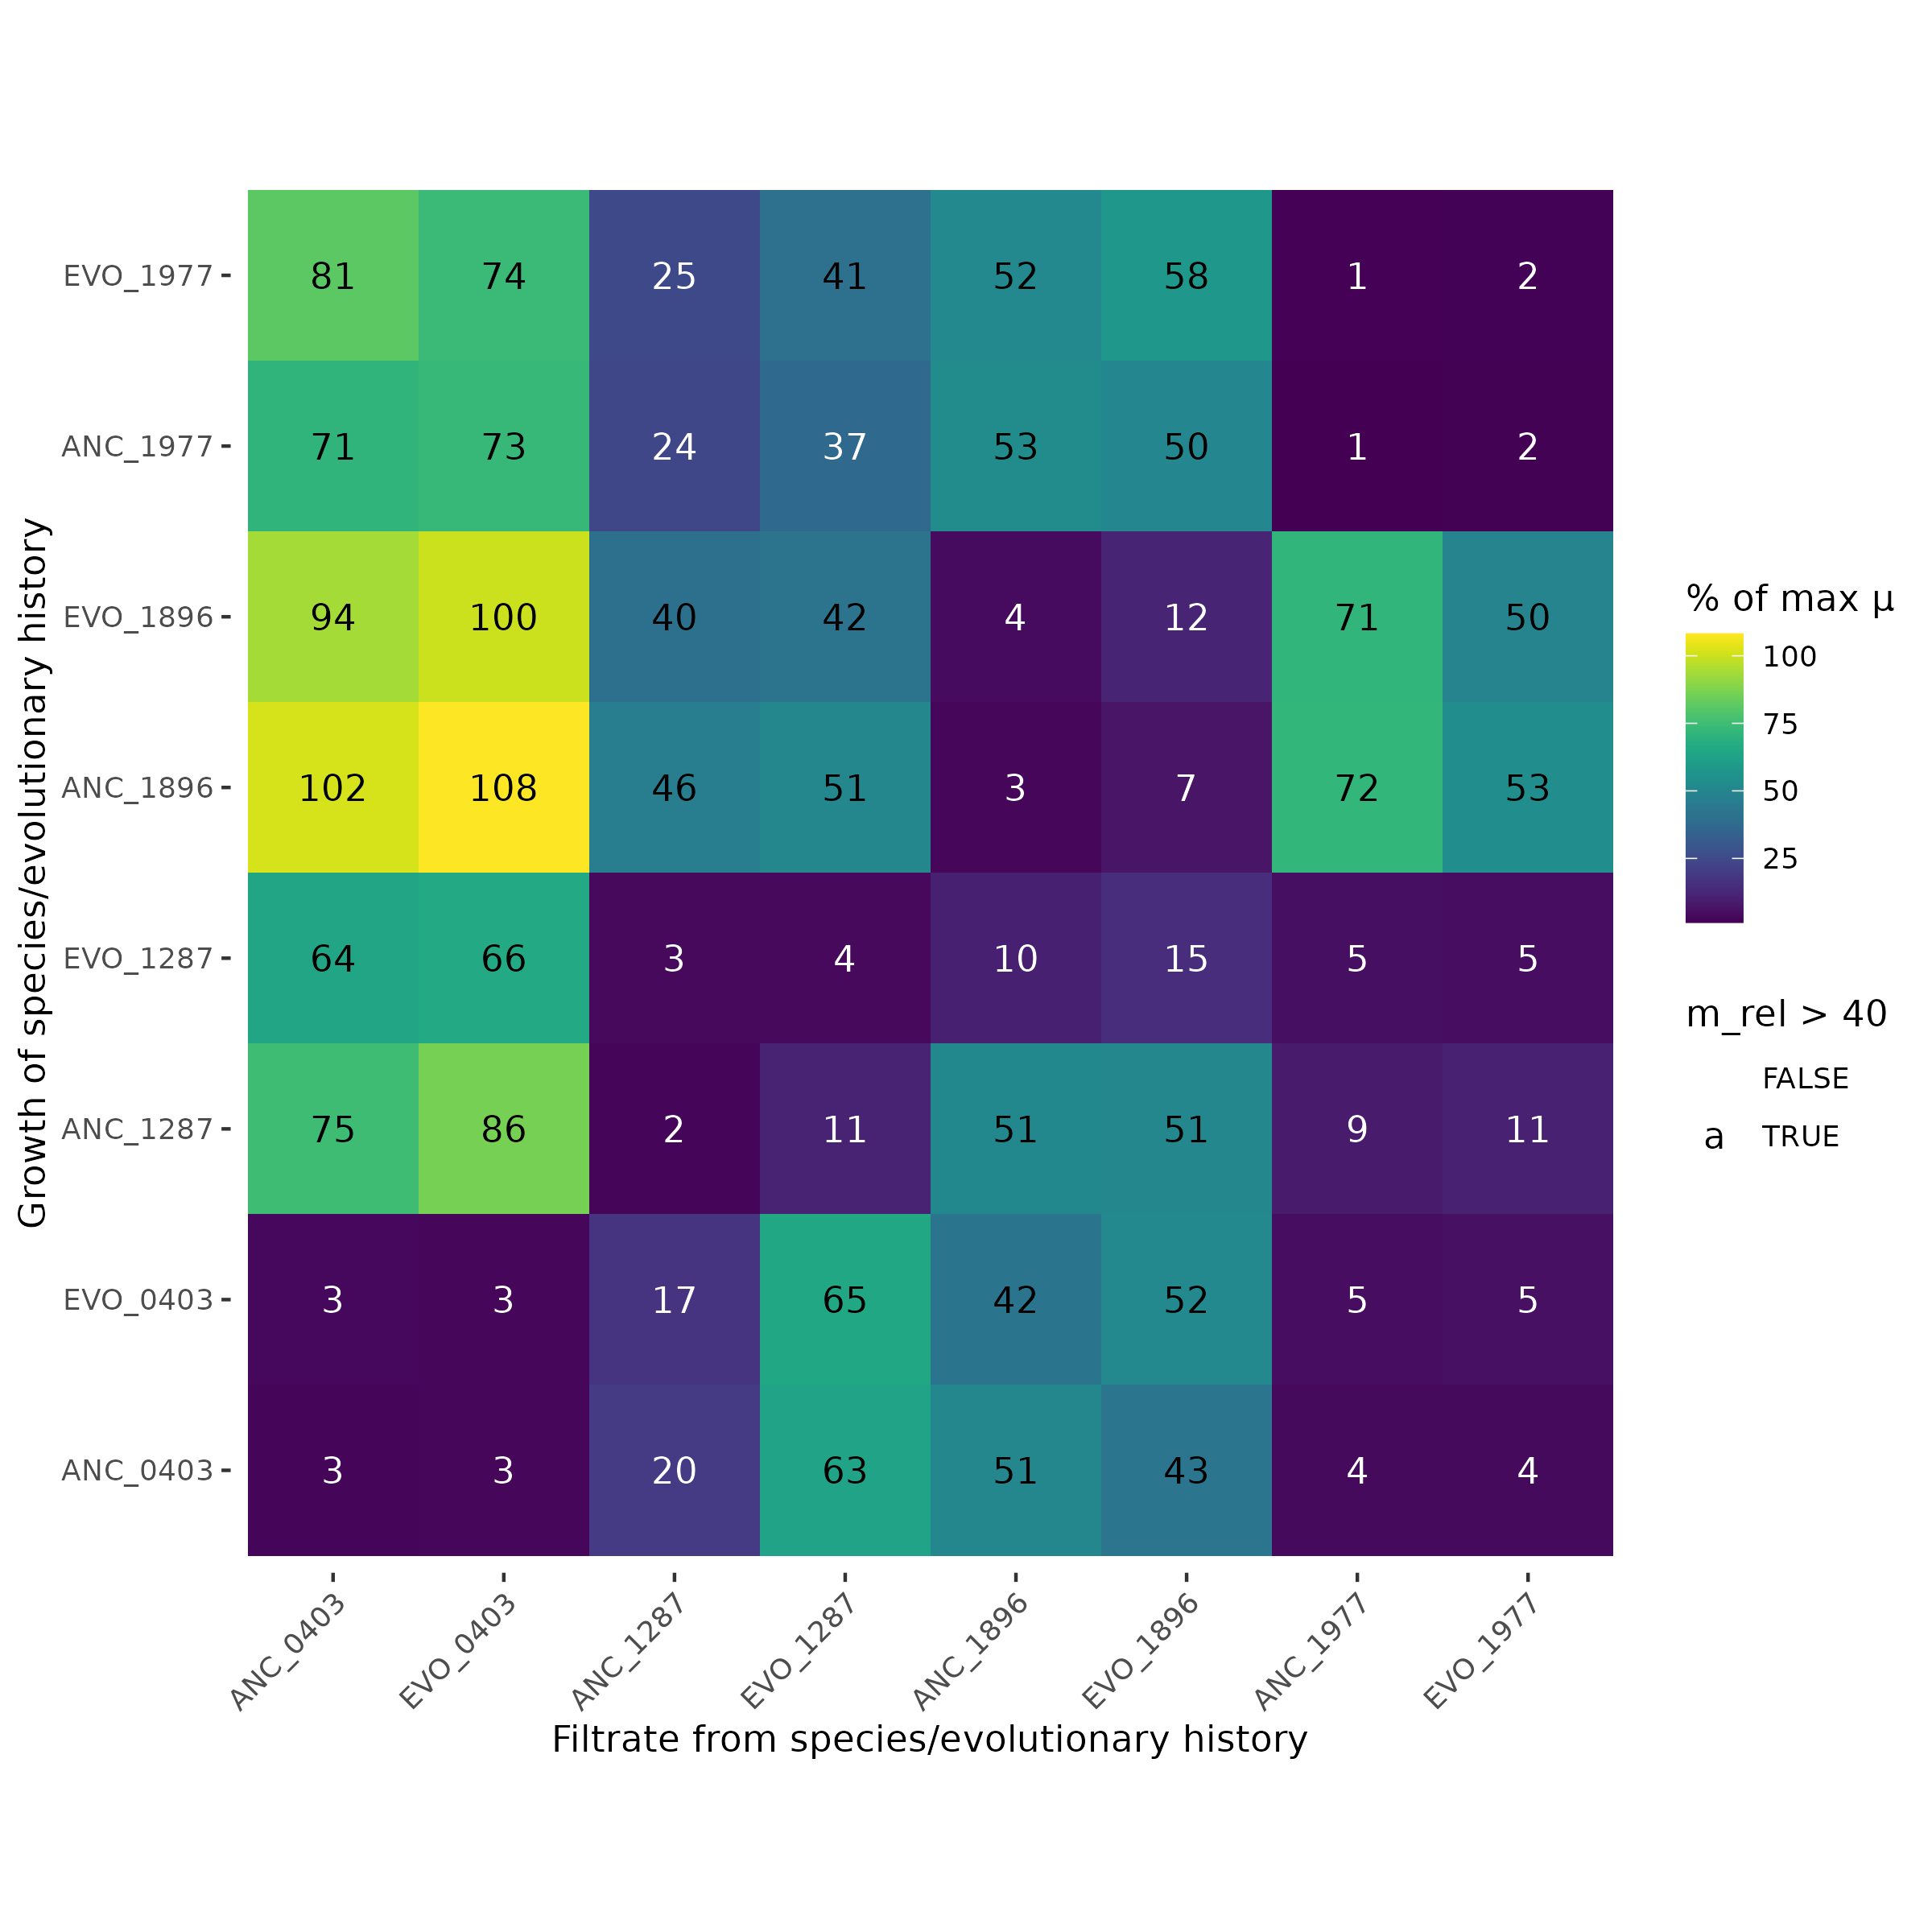 EVO_1977 81 74 25 41 52 58 1 2
ANC_1977 71 73 24 37 53 50 1 2
EVO_1896 94 100 40 42 4 12 71 50
ANC_1896 102 108 46 51 3 7 72 53
EVO_1287 64 66 3 4 10 15 5 5
ANC_1287 75 86 2 11 51 51 9 11
EVO_0403 3 3 17 65 42 52 5 5
ANC_0403 3 3 20 63 51 43 4 4
ANC_0403 EVO_0403 ANC_1287 EVO_1287 ANC_1896 EVO_1896 ANC_1977 EVO_1977
Filtrate from species/evolutionary history
Growth of species/evolutionary history
% of max μ
100
75
50
25
m_rel > 40
FALSE
a TRUE